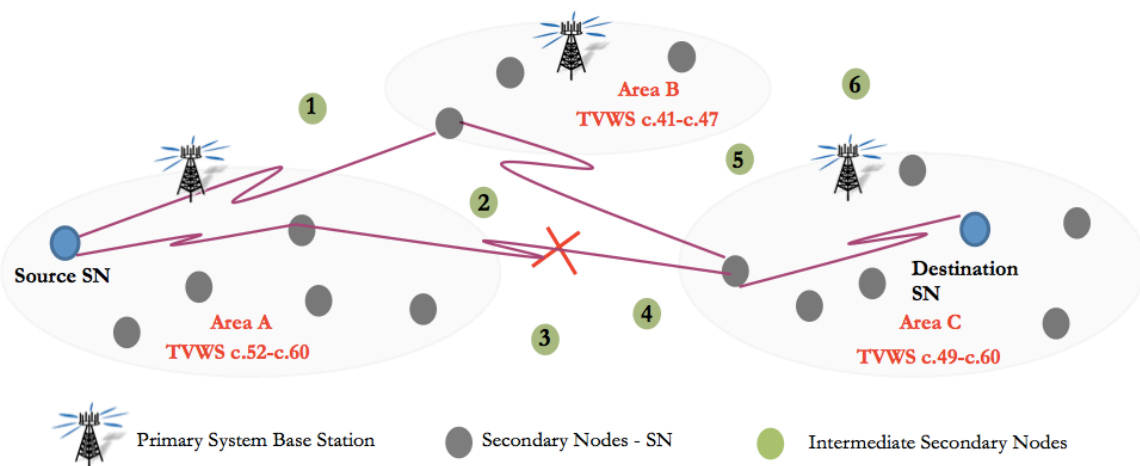 1
6
Area B
TVWS c.41-c.47
5
2
Source SN
Destination
SN
Area A
TVWS c.52-c.60
3
4
Area C
TVWS c.49-c.60
Primary System Base Station
Secondary Nodes - SN
Intermediate Secondary Nodes